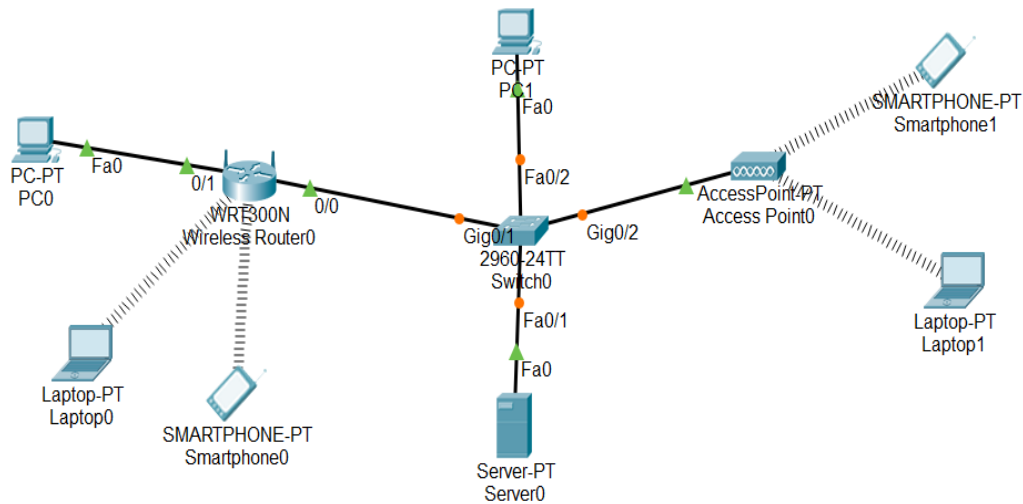 PC-PT
PC1
Fa0
SMARTPHONE-PT
Smartphone1
Fa0
PC-PT
PC0
0/1
WRT300N
Wireless Router0
0/0
Fa0/2
AccessPoint-PT
Access Point0
Gig0/1
Gig0/2
2960-24TT
Switch0
Fa0/1
Laptop-PT
Laptop1
Fa0
Laptop-PT
Laptop0
SMARTPHONE-PT
Smartphone0
Server-PT
Server0